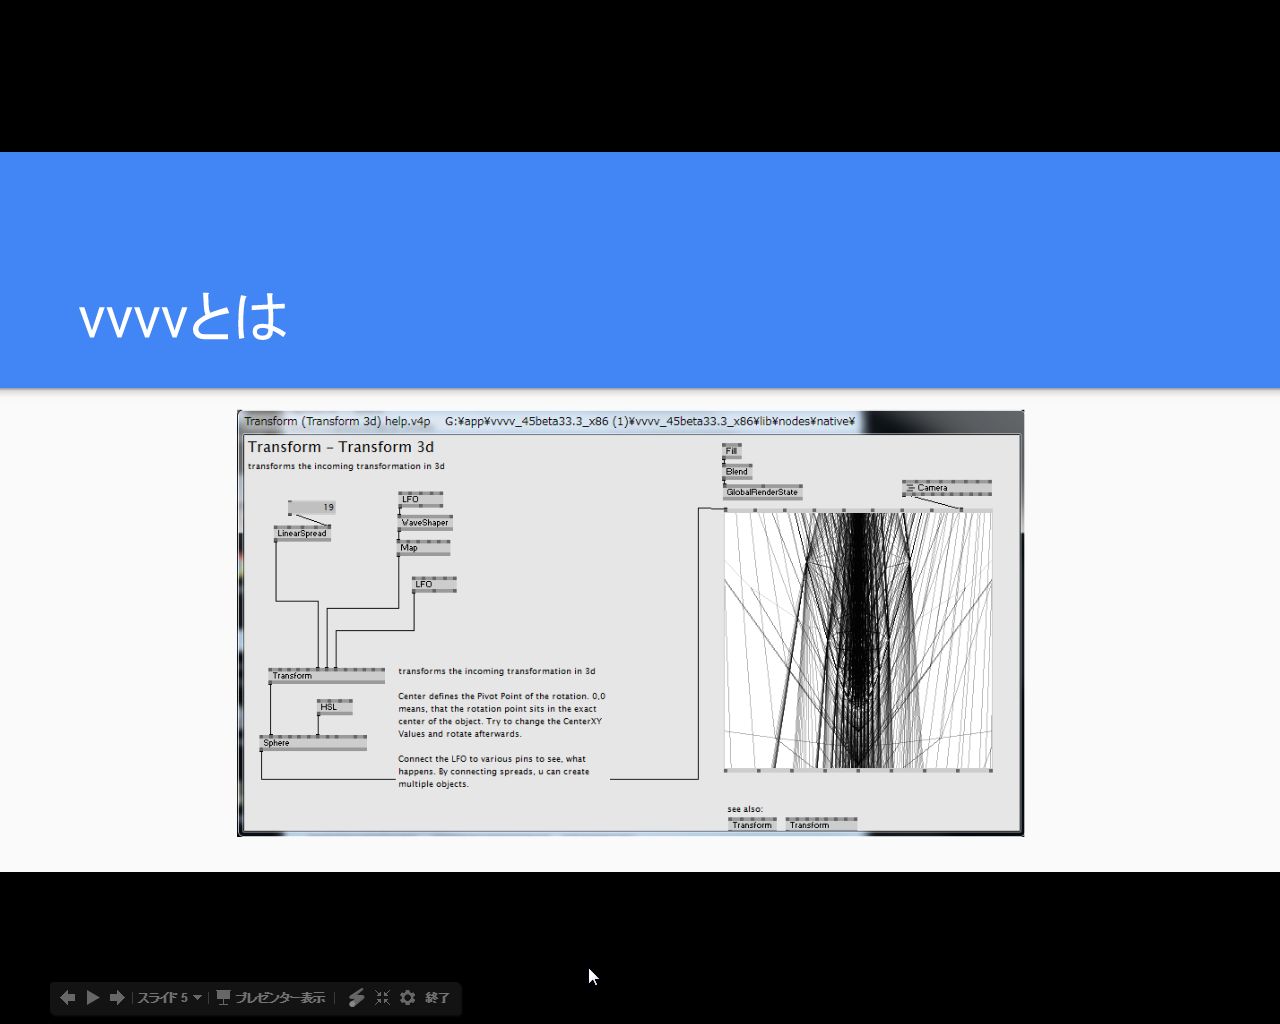 vvvvとは
Transform (Transform 3d) help.v4p G:¥app¥vvvv_45beta33.3_x86 (1)¥vvvv_45beta33.3_x86¥lib¥nodes¥native¥
Transform – Transform 3d
transforms the incoming transformation in 3d
19
LinearSpread
LFO
WaveShaper
Map
LFO
Transform
HSL
Sphere
transforms the incoming transformation in 3d
Center defines the Pivot Point of the rotation. 0,0
means, that the rotation point sits in the exact
center of the object. Try to change the CenterXY
Values and rotate afterwards.
Connect the LFO to various pins to see, what
happens. By connecting spreads, u can create
multiple objects.
Fill
Blend
GlobalRenderState
Camera
see also:
Transform Transform
スライド 5
プレゼンター表示
終了